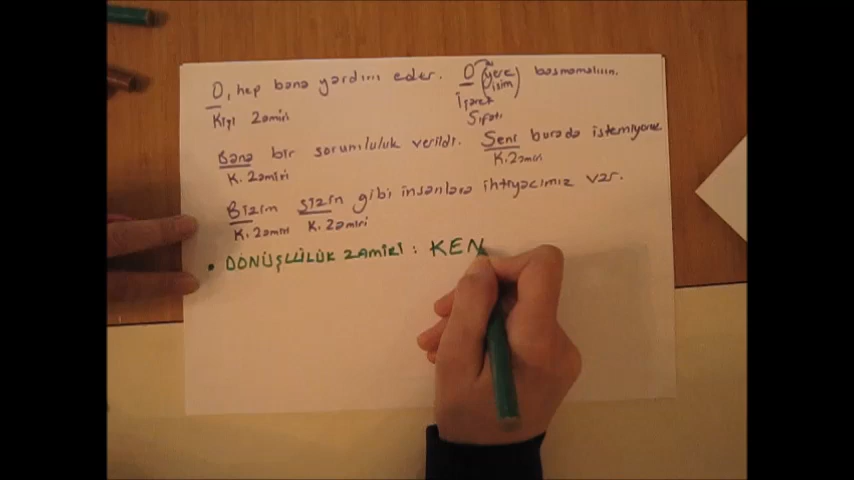 O, hep bana yardım eder. O (yere basmamalısın.
isim)
Kişi Zamiri İşaret Sıfatı
Bana bir sorumluluk verildi. Seni burada istemiyoruz
K. Zamiri K. Zamiri
Bizim sizin gibi insanlara ihtiyacımız var.
K. Zamiri K. Zamiri
• DÖNÜŞLÜLÜK ZAMİRİ : KEN